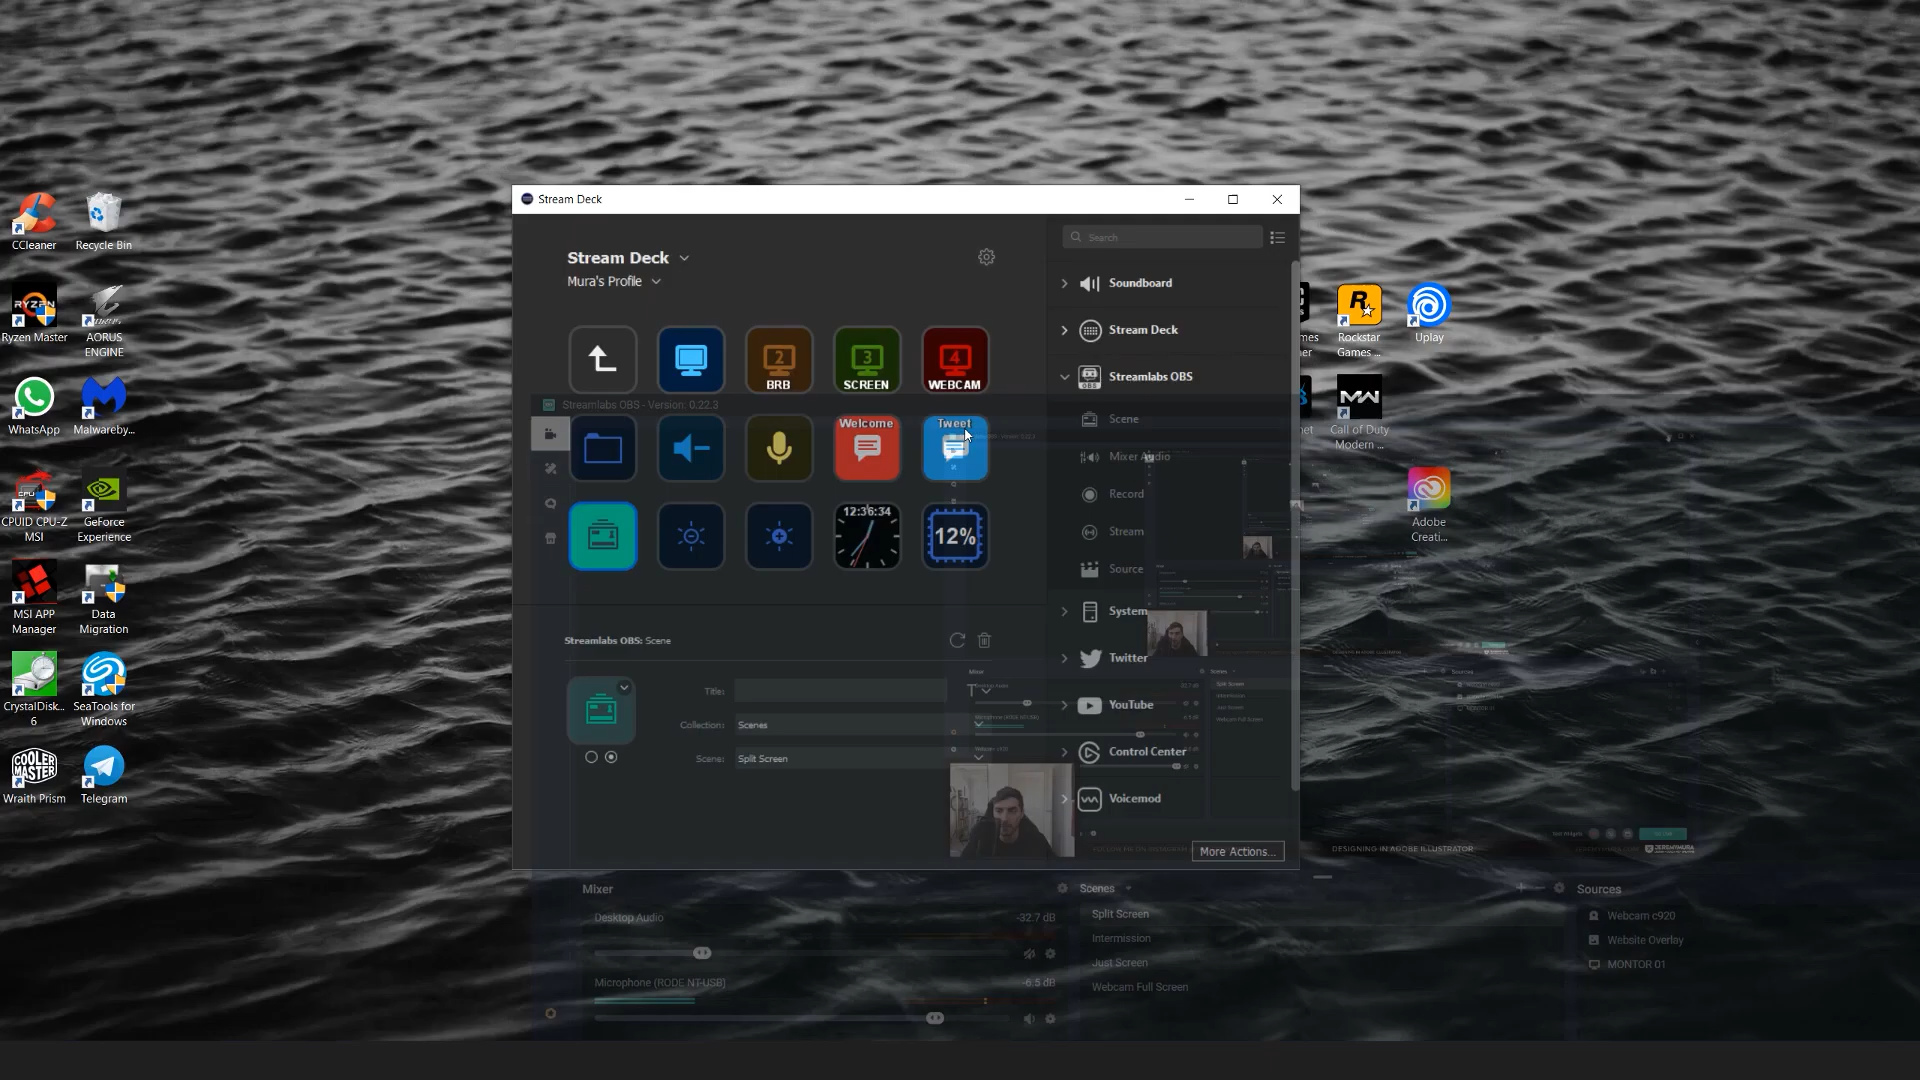 Stream Deck
Stream Deck
Mura's Profile
Search
Soundboard
Stream Deck
Streamlabs OBS
Scene
Mixer Audio
Record
Stream
Source
System
Twitter
YouTube
Control Center
Voicemod
More Actions...
2
BRB
3
SCREEN
4
WEBCAM
Streamlabs OBS - Version: 0.22.3
Welcome
Tweet
12:36:34
12%
Streamlabs OBS: Scene
Title:
Collection:
Scenes
Scene:
Split Screen
CCleaner
Recycle Bin
Ryzen Master
AORUS
ENGINE
WhatsApp
Malwareby...
CPUID CPU-Z
MSI
GeForce
Experience
MSI APP
Manager
Data
Migration
CrystalDisk...
6
SeaTools for
Windows
COOLER
MASTER
Wraith Prism
Telegram
Rockstar
Games ...
Uplay
Call of Duty
Modern ...
Adobe
Creati...
DESIGNING IN ADOBE ILLUSTRATOR
Mixer
Desktop Audio
-32.7 dB
Microphone (RODE NT-USB)
-6.5 dB
Scenes
Split Screen
Intermission
Just Screen
Webcam Full Screen
Sources
Webcam c920
Website Overlay
MONTOR 01